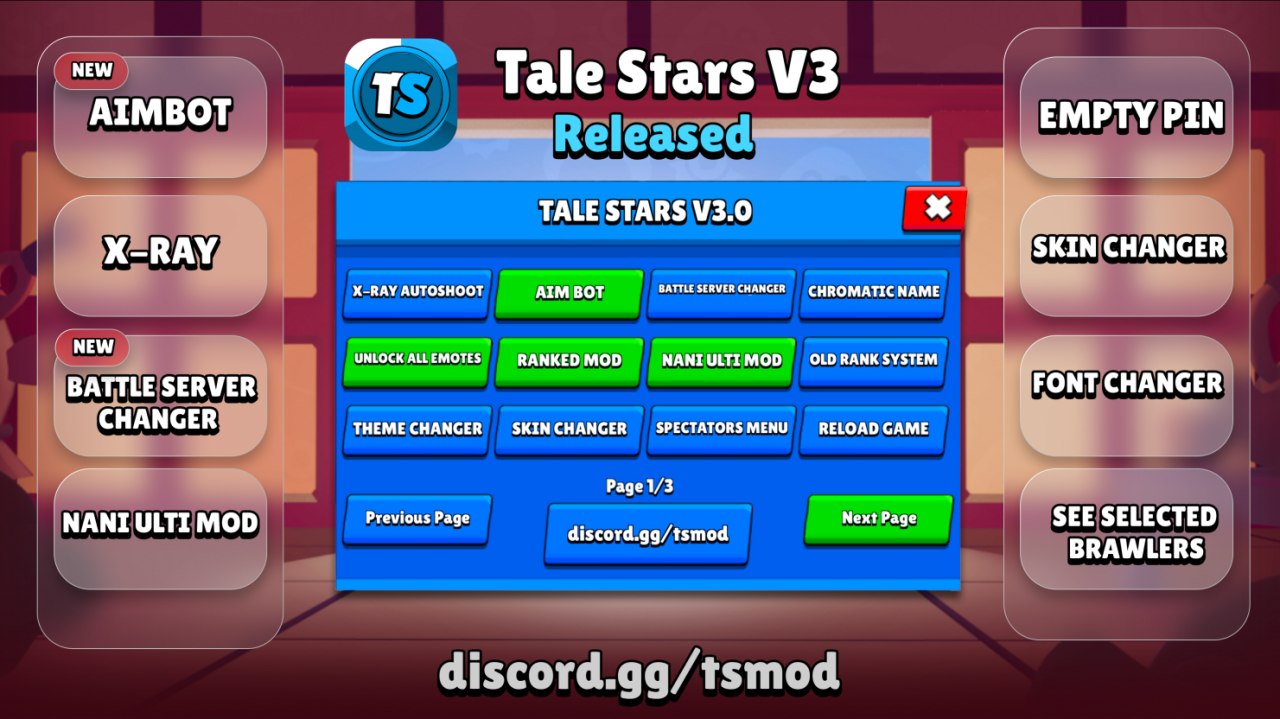 NEW
AIMBOT
X-RAY
NEW
BATTLE SERVER
CHANGER
NANI ULTI MOD
TS
Tale Stars V3
Released
TALE STARS V3.0
X-RAY AUTOSHOOT
AIM BOT
BATTLE SERVER CHANGER
CHROMATIC NAME
UNLOCK ALL EMOTES
RANKED MOD
NANI ULTI MOD
OLD RANK SYSTEM
THEME CHANGER
SKIN CHANGER
SPECTATORS MENU
RELOAD GAME
Page 1/3
Previous Page
discord.gg/tsmod
Next Page
EMPTY PIN
SKIN CHANGER
FONT CHANGER
SEE SELECTED
BRAWLERS
discord.gg/tsmod